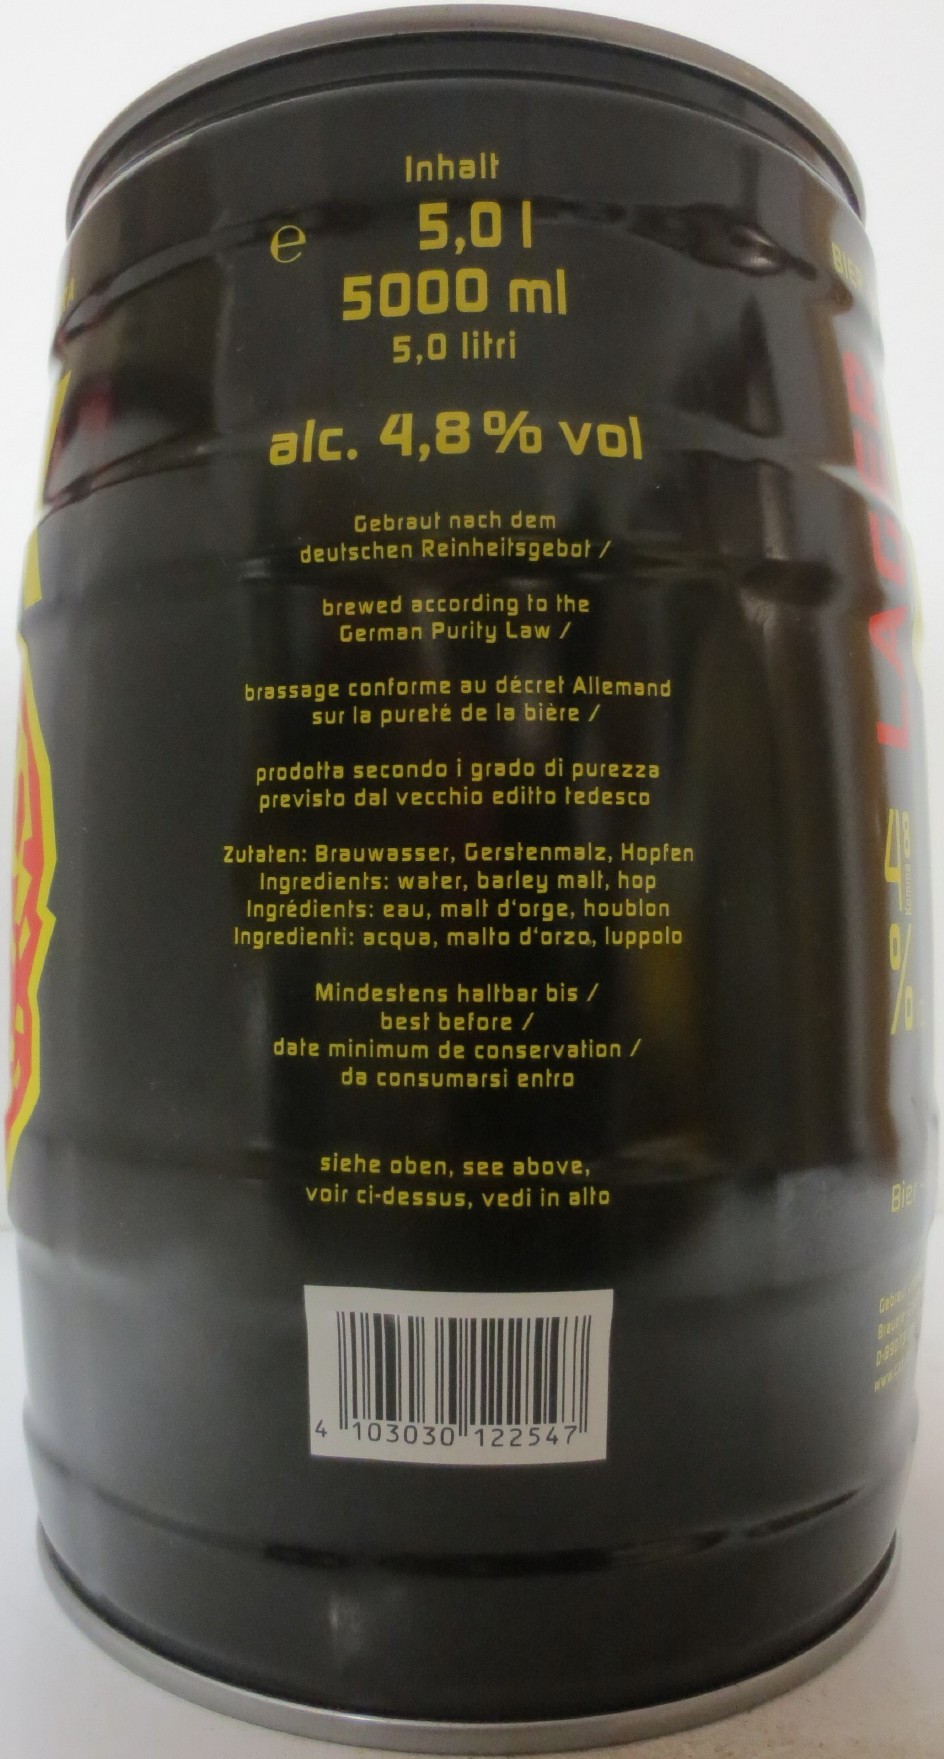 Inhalt
e 5,0 l
5000 ml
5,0 litri
alc. 4,8% vol
Gebraut nach dem
deutschen Reinheitsgebot /
brewed according to the
German Purity Law /
brassage conforme au décret Allemand
sur la pureté de la bière /
prodotta secondo i grado di purezza
previsto dal vecchio editto tedesco
Zutaten: Brauwasser, Gerstenmalz, Hopfen
Ingredients: water, barley malt, hop
Ingrédients: eau, malt d'orge, houblon
Ingredienti: acqua, malto d'orzo, luppolo
Mindestens haltbar bis /
best before /
date minimum de conservation /
da consumarsi entro
siehe oben, see above,
voir ci-dessus, vedi in alto
4 103030 122547
LAGER
4 Komma 8
%
Bier